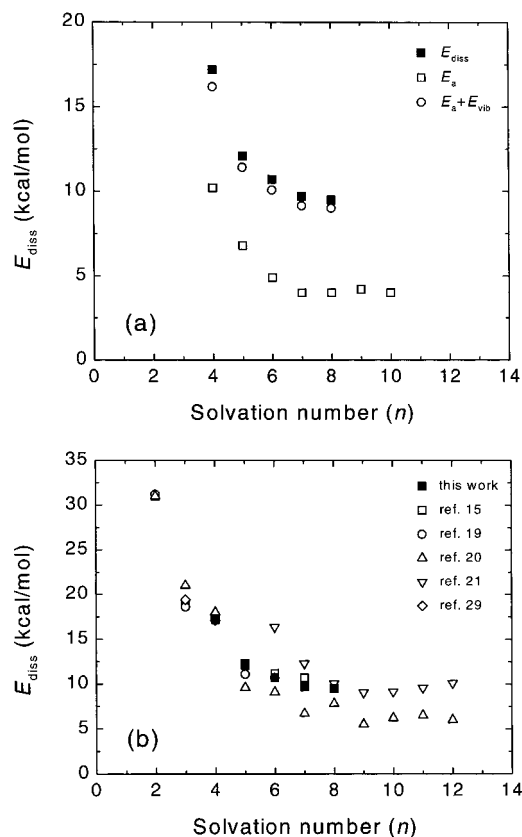 20
15
10
5
0
E_diss (kcal/mol)
E_diss
E_a
E_a+E_vib
(a)
0 2 4 6 8 10 12 14
Solvation number (n)
35
30
25
20
15
10
5
0
E_diss (kcal/mol)
this work
ref. 15
ref. 19
ref. 20
ref. 21
ref. 29
(b)
0 2 4 6 8 10 12 14
Solvation number (n)